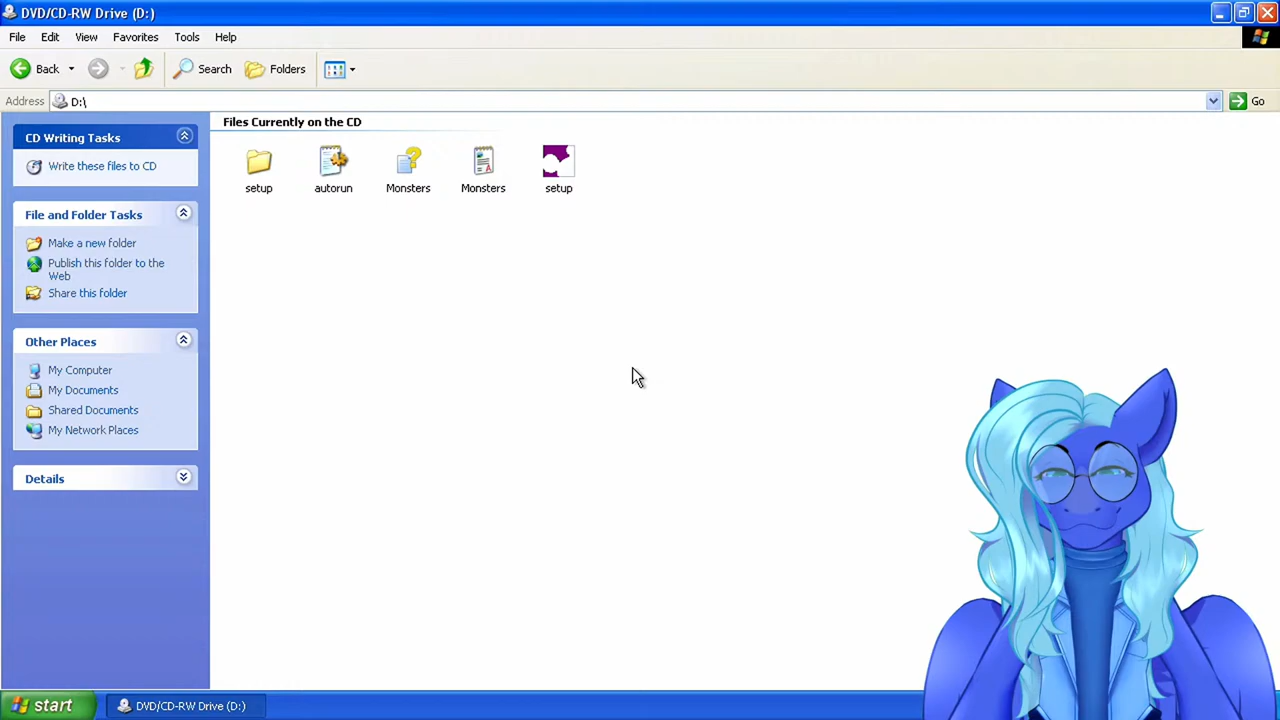 DVD/CD-RW Drive (D:)
File Edit View Favorites Tools Help
Back Search Folders
Address D:\ Go
CD Writing Tasks
Write these files to CD
File and Folder Tasks
Make a new folder
Publish this folder to the
Web
Share this folder
Other Places
My Computer
My Documents
Shared Documents
My Network Places
Details
Files Currently on the CD
setup autorun Monsters Monsters setup
start DVD/CD-RW Drive (D:)